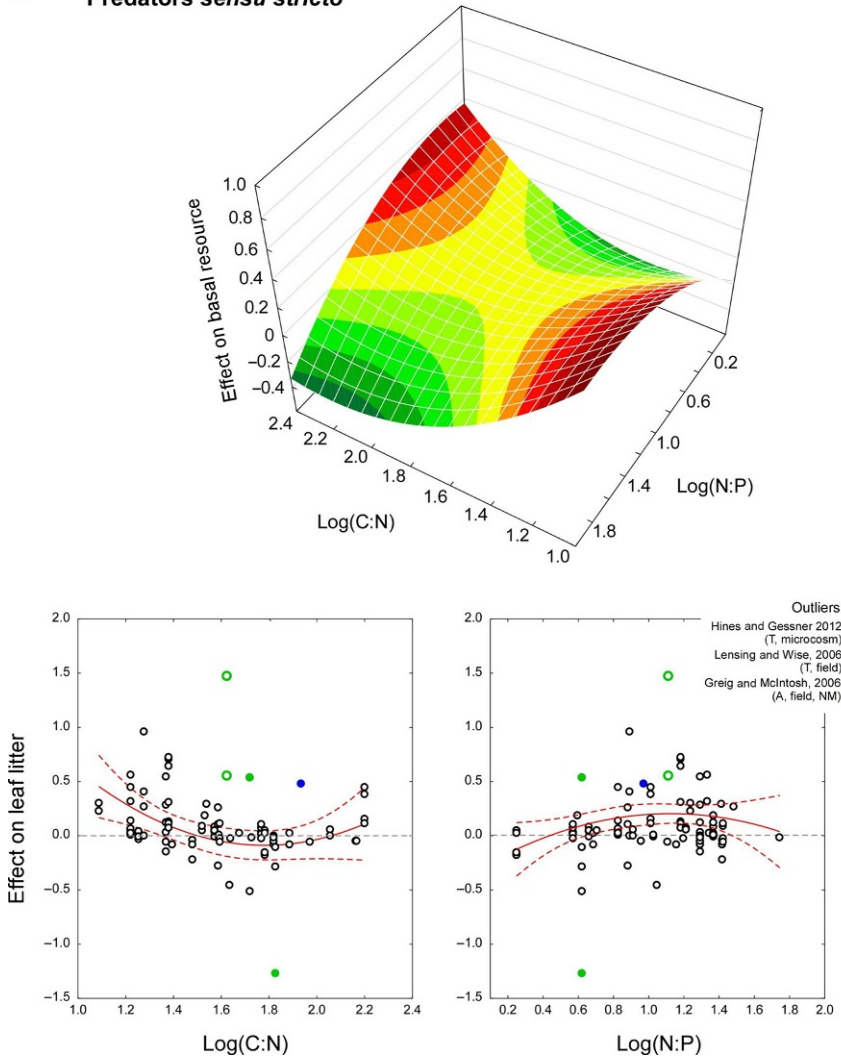 Predators sensu stricto
Effect on basal resource
1.0
0.8
0.6
0.4
0.2
0
−0.2
−0.4
2.4
2.2
2.0
1.8
1.6
1.4
1.2
1.0
Log(C:N)
0.2
0.6
1.0
1.4
1.8
Log(N:P)
Effect on leaf litter
2.0
1.5
1.0
0.5
0.0
−0.5
−1.0
−1.5
1.0 1.2 1.4 1.6 1.8 2.0 2.2 2.4
Log(C:N)
2.0
1.5
1.0
0.5
0.0
−0.5
−1.0
−1.5
0.2 0.4 0.6 0.8 1.0 1.2 1.4 1.6 1.8 2.0
Log(N:P)
Outliers
Hines and Gessner 2012
(T, microcosm)
Lensing and Wise, 2006
(T, field)
Greig and McIntosh, 2006
(A, field, NM)